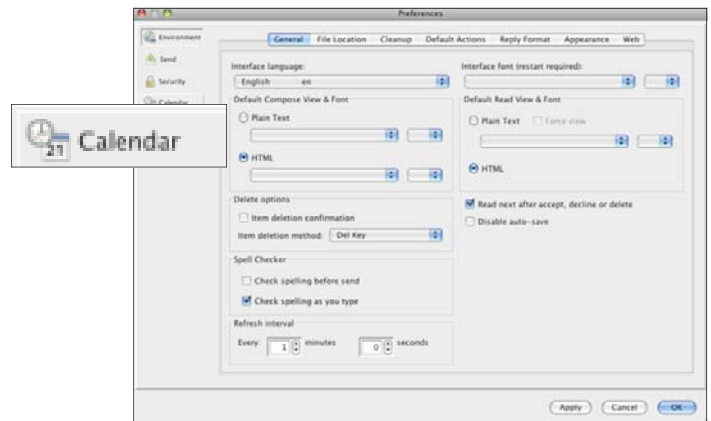 Preferences
Environment
Send
Security
Calendar
21 Calendar
General File Location Cleanup Default Actions Reply Format Appearance Web
Interface language:
English en
Interface font (restart required):
Default Compose View & Font
Plain Text
HTML
Default Read View & Font
Plain Text Force view
HTML
Delete options
Item deletion confirmation
Item deletion method: Del Key
Read next after accept, decline or delete
Disable auto-save
Spell Checker
Check spelling before send
Check spelling as you type
Refresh interval
Every: 1 minutes 0 seconds
Apply Cancel OK